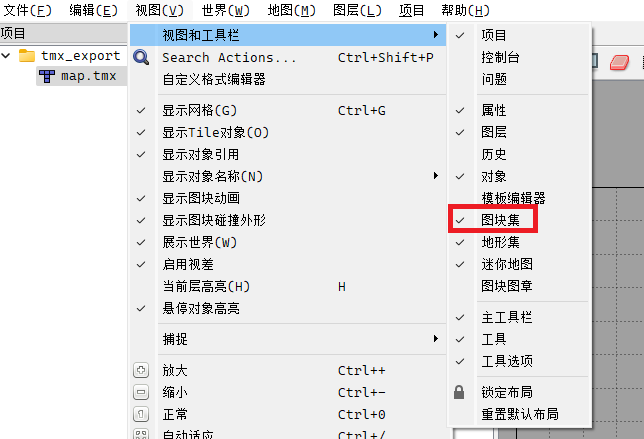 文件(F) 编辑(E) 视图(V) 世界(W) 地图(M) 图层(L) 项目 帮助(H)
项目
tmx_export
map.tmx
视图和工具栏
Search Actions... Ctrl+Shift+P
自定义格式编辑器
显示网格(G) Ctrl+G
显示Tile对象(O)
显示对象引用
显示对象名称(N)
显示图块动画
显示图块碰撞外形
展示世界(W)
启用视差
当前层高亮(H) H
悬停对象高亮
捕捉
放大 Ctrl++
缩小 Ctrl+-
正常 Ctrl+0
自动适应 Ctrl+/
项目
控制台
问题
属性
图层
历史
对象
模板编辑器
图块集
地形集
迷你地图
图块图章
主工具栏
工具
工具选项
锁定布局
重置默认布局